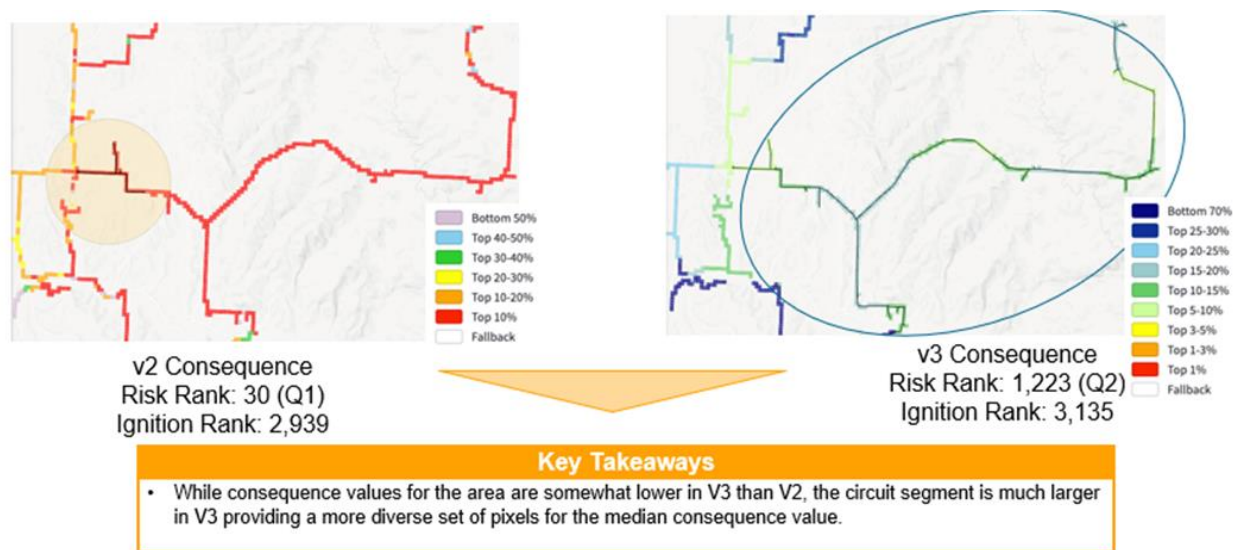 Bottom 50%
Top 40-50%
Top 30-40%
Top 20-30%
Top 10-20%
Top 10%
Fallback
Bottom 70%
Top 25-30%
Top 20-25%
Top 15-20%
Top 10-15%
Top 5-10%
Top 3-5%
Top 1-3%
Top 1%
Fallback
v2 Consequence
Risk Rank: 30 (Q1)
Ignition Rank: 2,939
v3 Consequence
Risk Rank: 1,223 (Q2)
Ignition Rank: 3,135
Key Takeaways
• While consequence values for the area are somewhat lower in V3 than V2, the circuit segment is much larger
in V3 providing a more diverse set of pixels for the median consequence value.